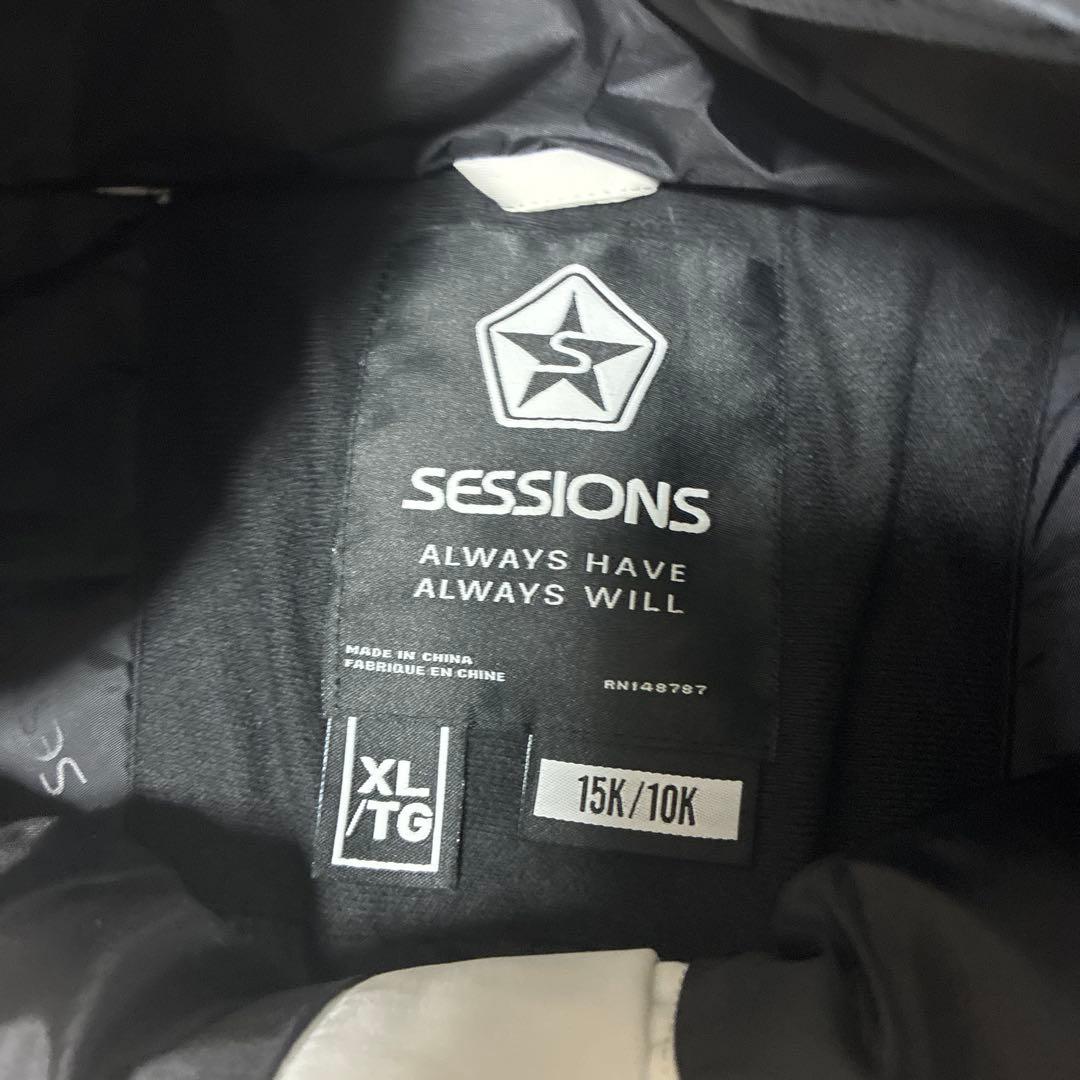 S
SESSIONS
ALWAYS HAVE
ALWAYS WILL
MADE IN CHINA
FABRIQUE EN CHINE
RN148787
XL
/TG
15K/10K